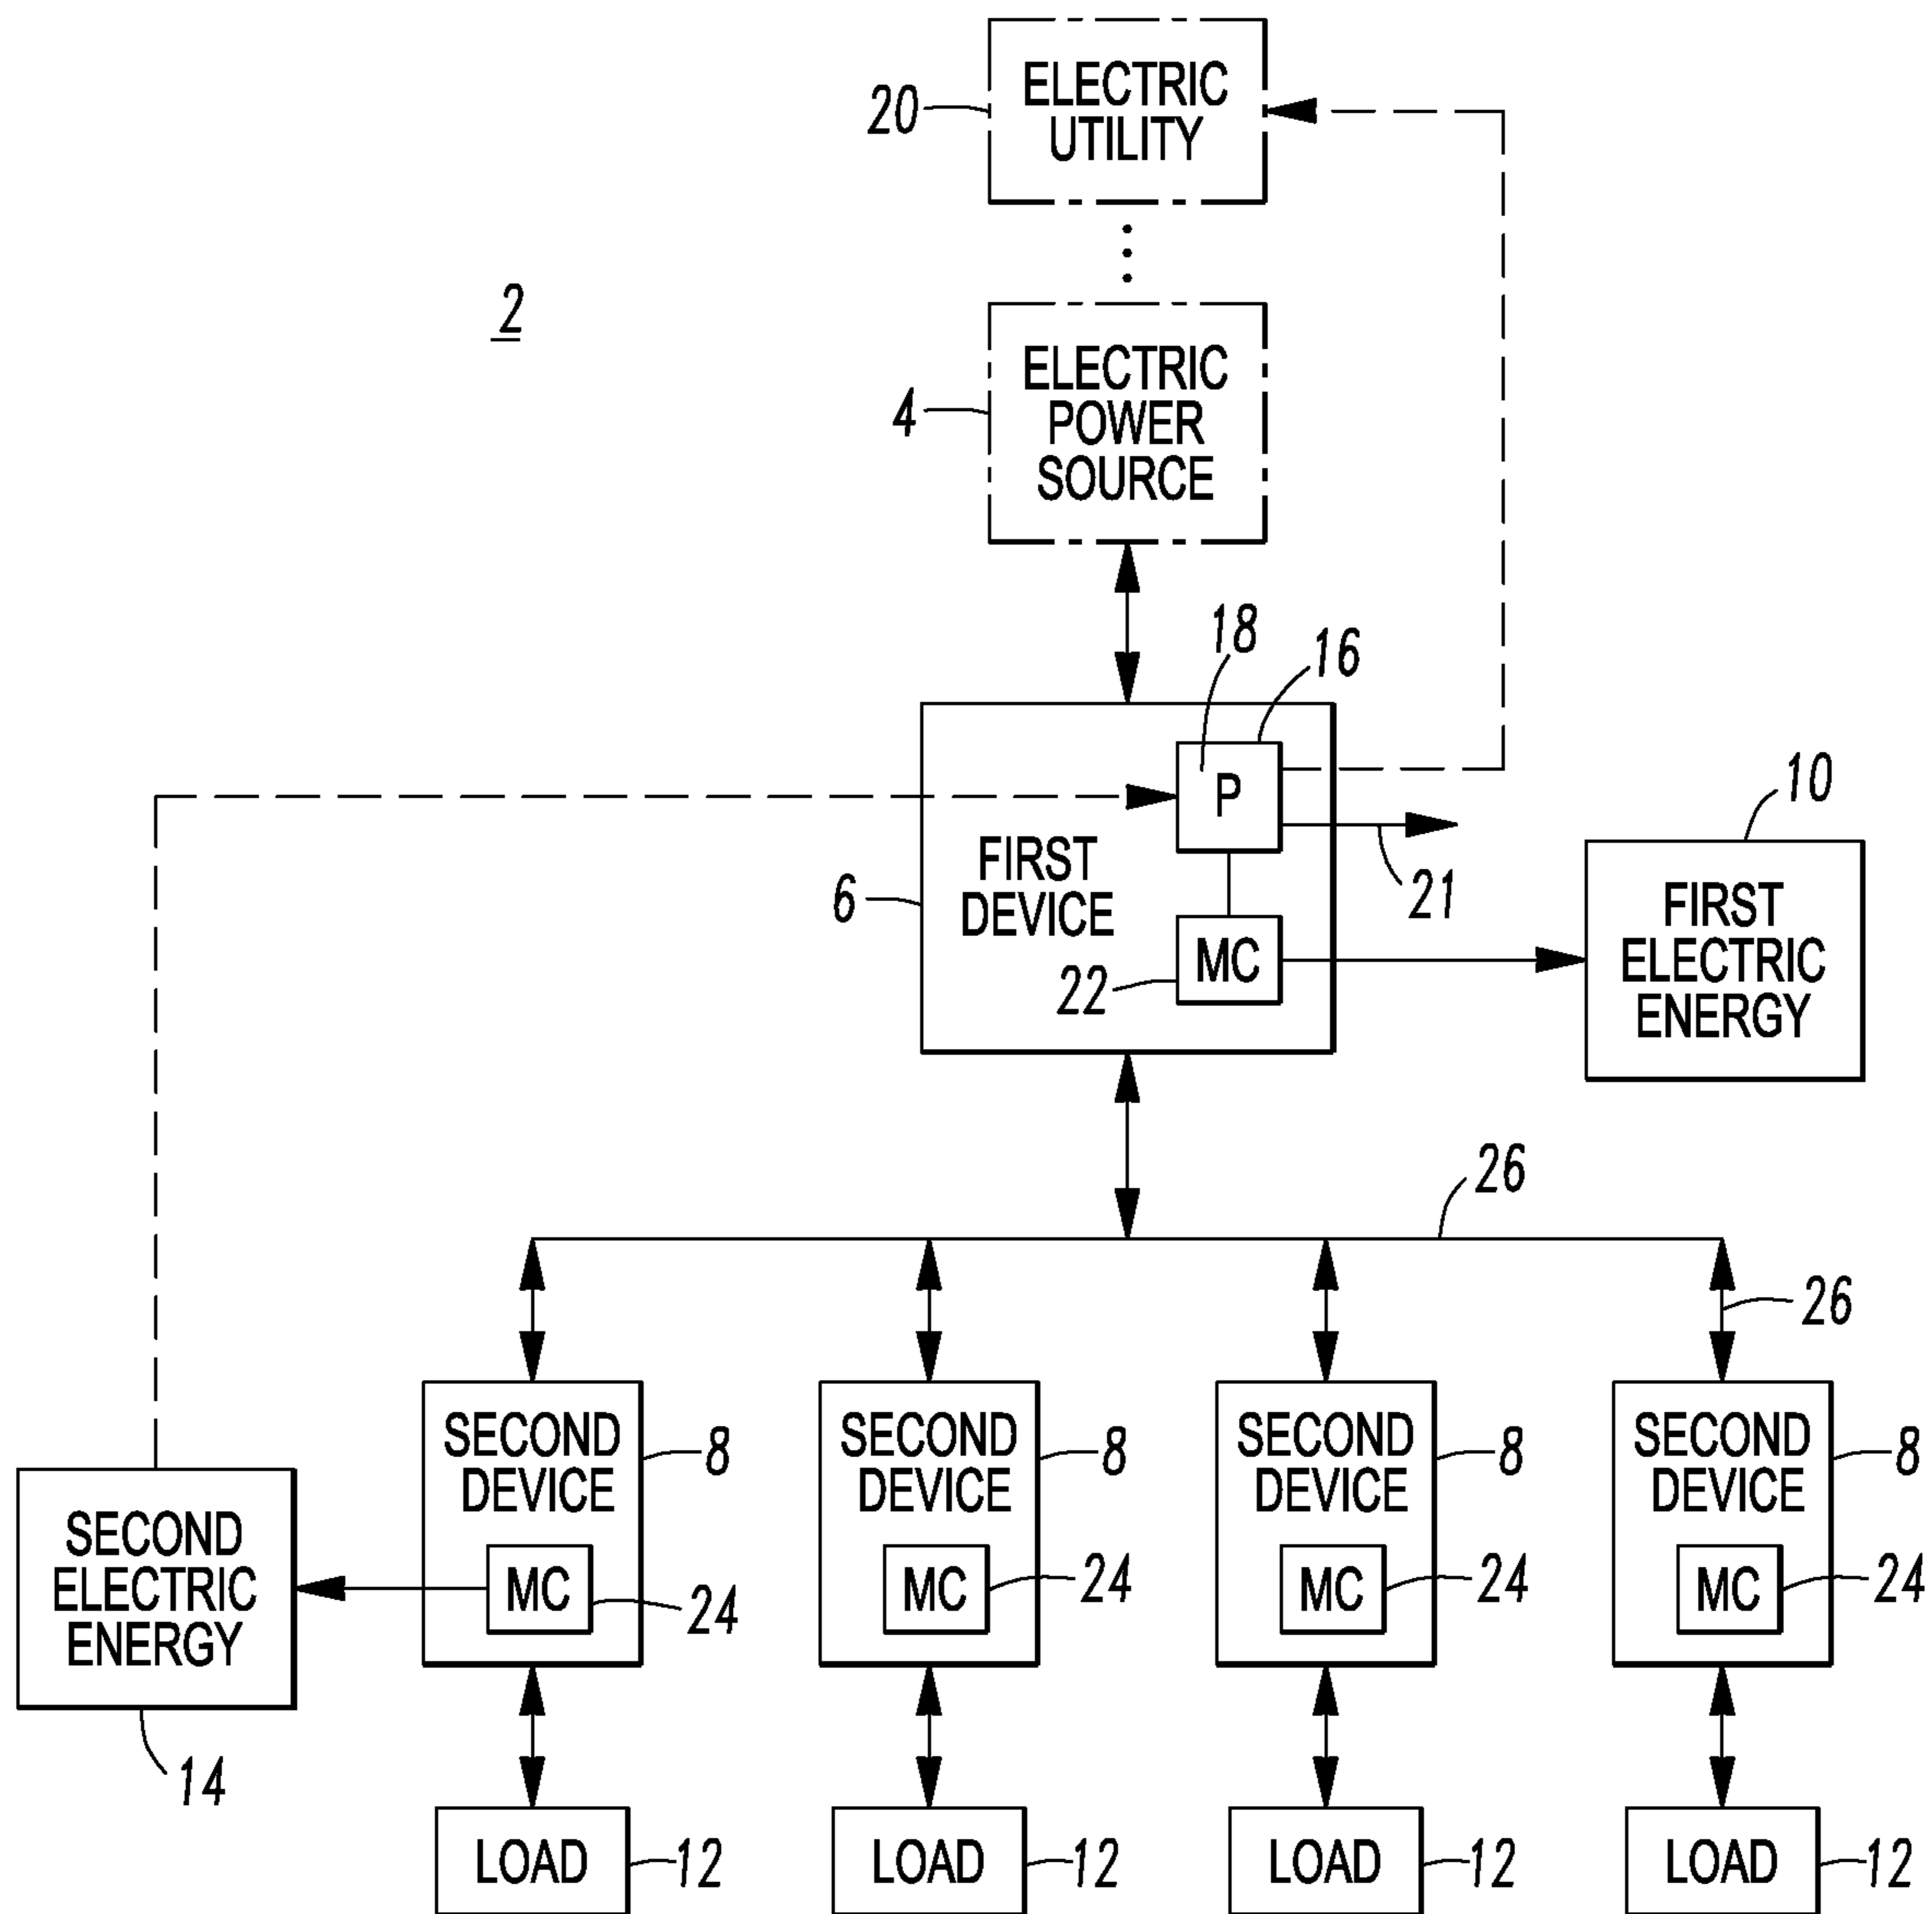 20
ELECTRIC
UTILITY
2
4
ELECTRIC
POWER
SOURCE
18
16
P
10
6
FIRST
DEVICE
21
22
MC
FIRST
ELECTRIC
ENERGY
26
26
SECOND
DEVICE
8
SECOND
DEVICE
8
SECOND
DEVICE
8
SECOND
DEVICE
8
SECOND
ELECTRIC
ENERGY
MC
24
MC
24
MC
24
MC
24
14
LOAD
12
LOAD
12
LOAD
12
LOAD
12